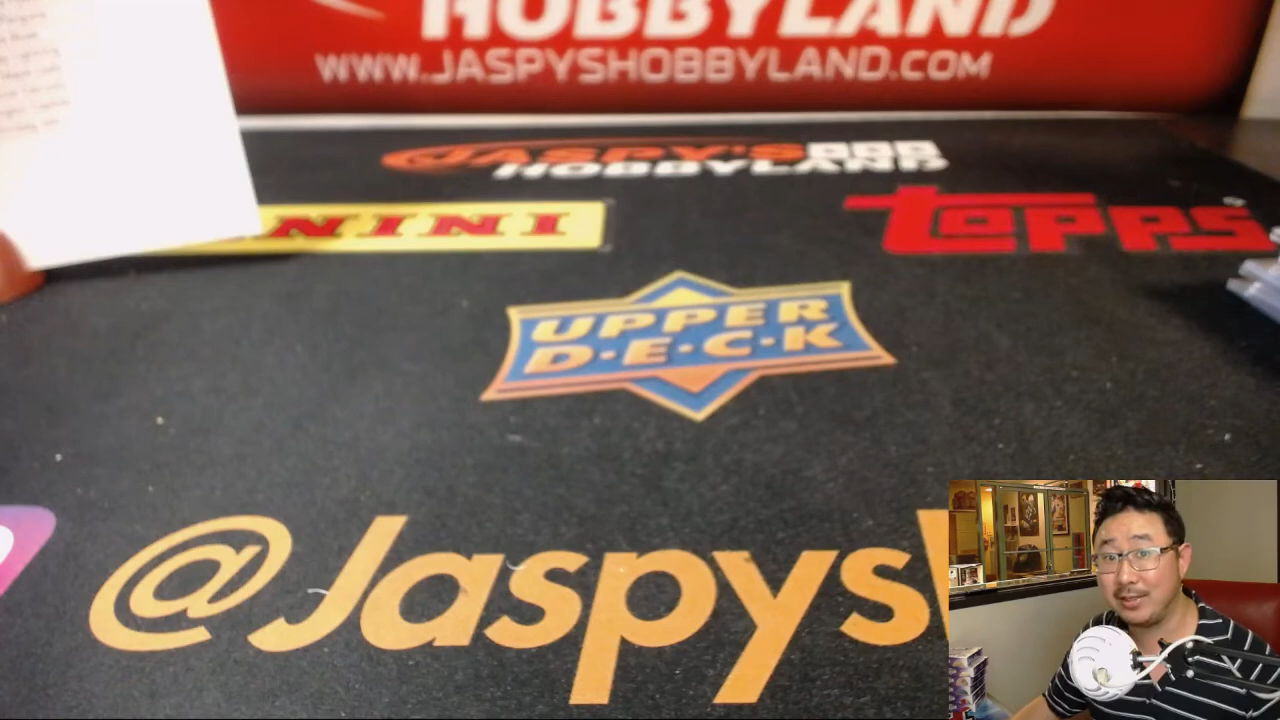 HOBBYLAND
WWW.JASPYSHOBBYLAND.COM
JASPY'S
HOBBYLAND
NINI
topps
UPPER
D·E·C·K
@Jaspys